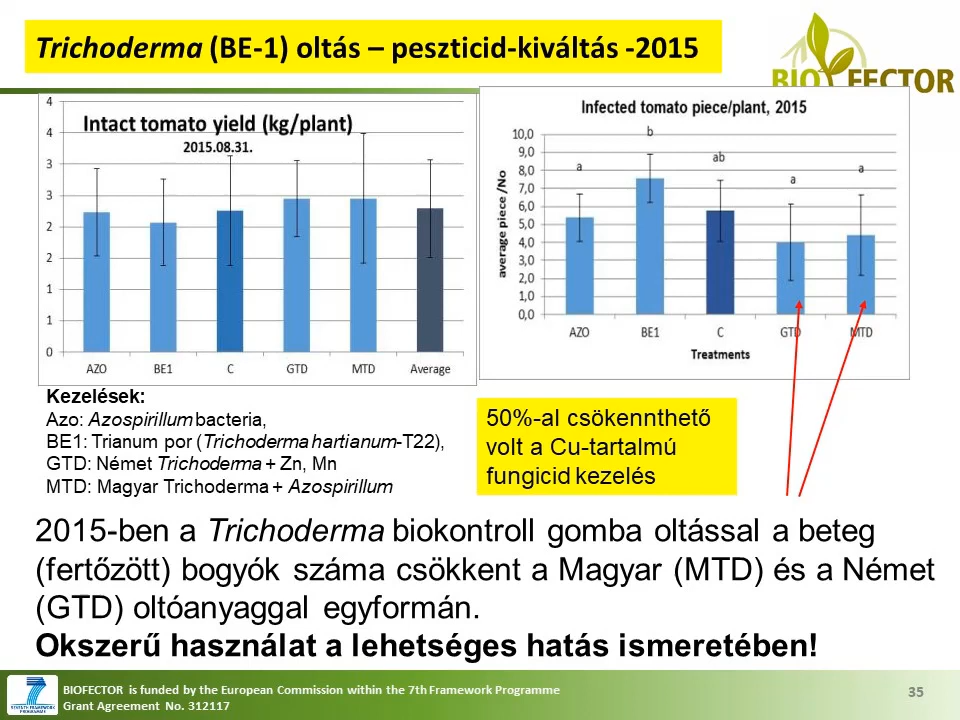 Trichoderma (BE-1) oltás – peszticid-kiváltás -2015
BIO FECTOR
Intact tomato yield (kg/plant)
2015.08.31.
4
4
3
3
2
2
1
1
0
AZO BE1 C GTD MTD Average
Infected tomato piece/plant, 2015
average piece /No
10,0
9,0
8,0
7,0
6,0
5,0
4,0
3,0
2,0
1,0
0,0
a b ab a a
AZO BE1 C GTD MTD
Treatments
Kezelések:
Azo: Azospirillum bacteria,
BE1: Trianum por (Trichoderma hartianum-T22),
GTD: Német Trichoderma + Zn, Mn
MTD: Magyar Trichoderma + Azospirillum
50%-al csökennthető
volt a Cu-tartalmú
fungicid kezelés
2015-ben a Trichoderma biokontroll gomba oltással a beteg
(fertőzött) bogyók száma csökkent a Magyar (MTD) és a Német
(GTD) oltóanyaggal egyformán.
Okszerű használat a lehetséges hatás ismeretében!
SEVENTH FRAMEWORK
PROGRAMME
BIOFECTOR is funded by the European Commission within the 7th Framework Programme
Grant Agreement No. 312117
35